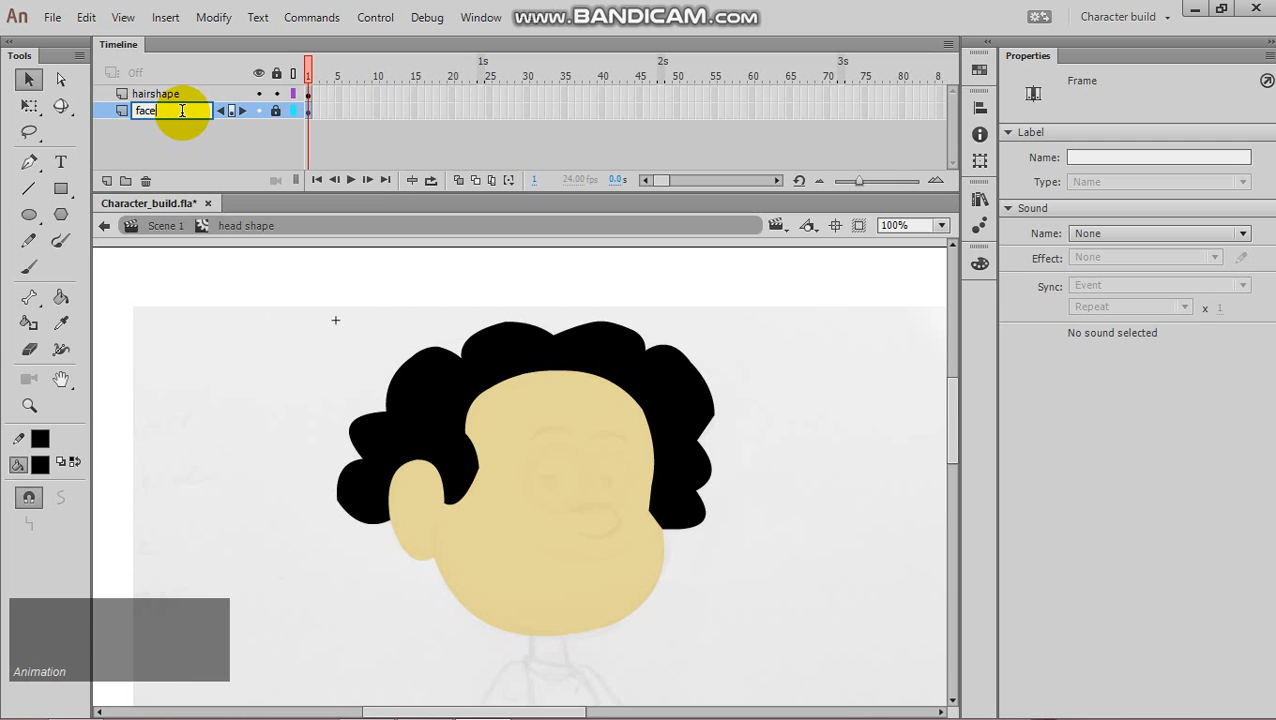 An File Edit View Insert Modify Text Commands Control Debug Window www.BANDICAM.com Character build
Tools
Timeline
Properties
Off
1s 2s 3s
1 5 10 15 20 25 30 35 40 45 50 55 60 65 70 75 80 8
hairshape
face
1 24.00 fps 0.0s
Character_build.fla* ×
Scene 1 head shape 100%
Frame
Label
Name:
Type: Name
Sound
Name: None
Effect: None
Sync: Event
Repeat x 1
No sound selected
T
S
Animation